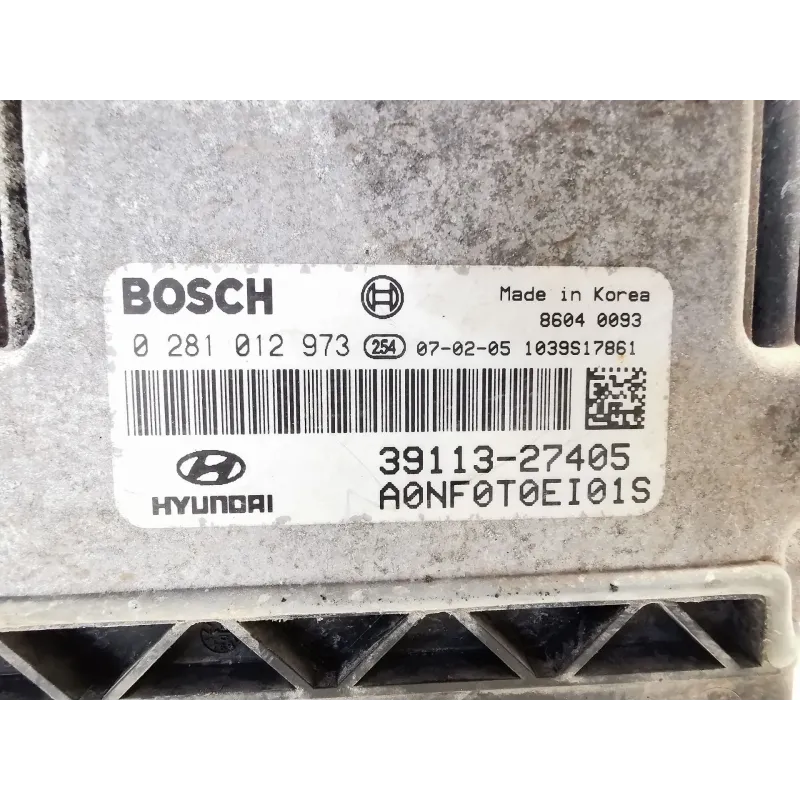 BOSCH Made in Korea
8604 0093
0 281 012 973 254 07-02-05 1039S17861
39113-27405
HYUNDAI A0NF0T0EI01S